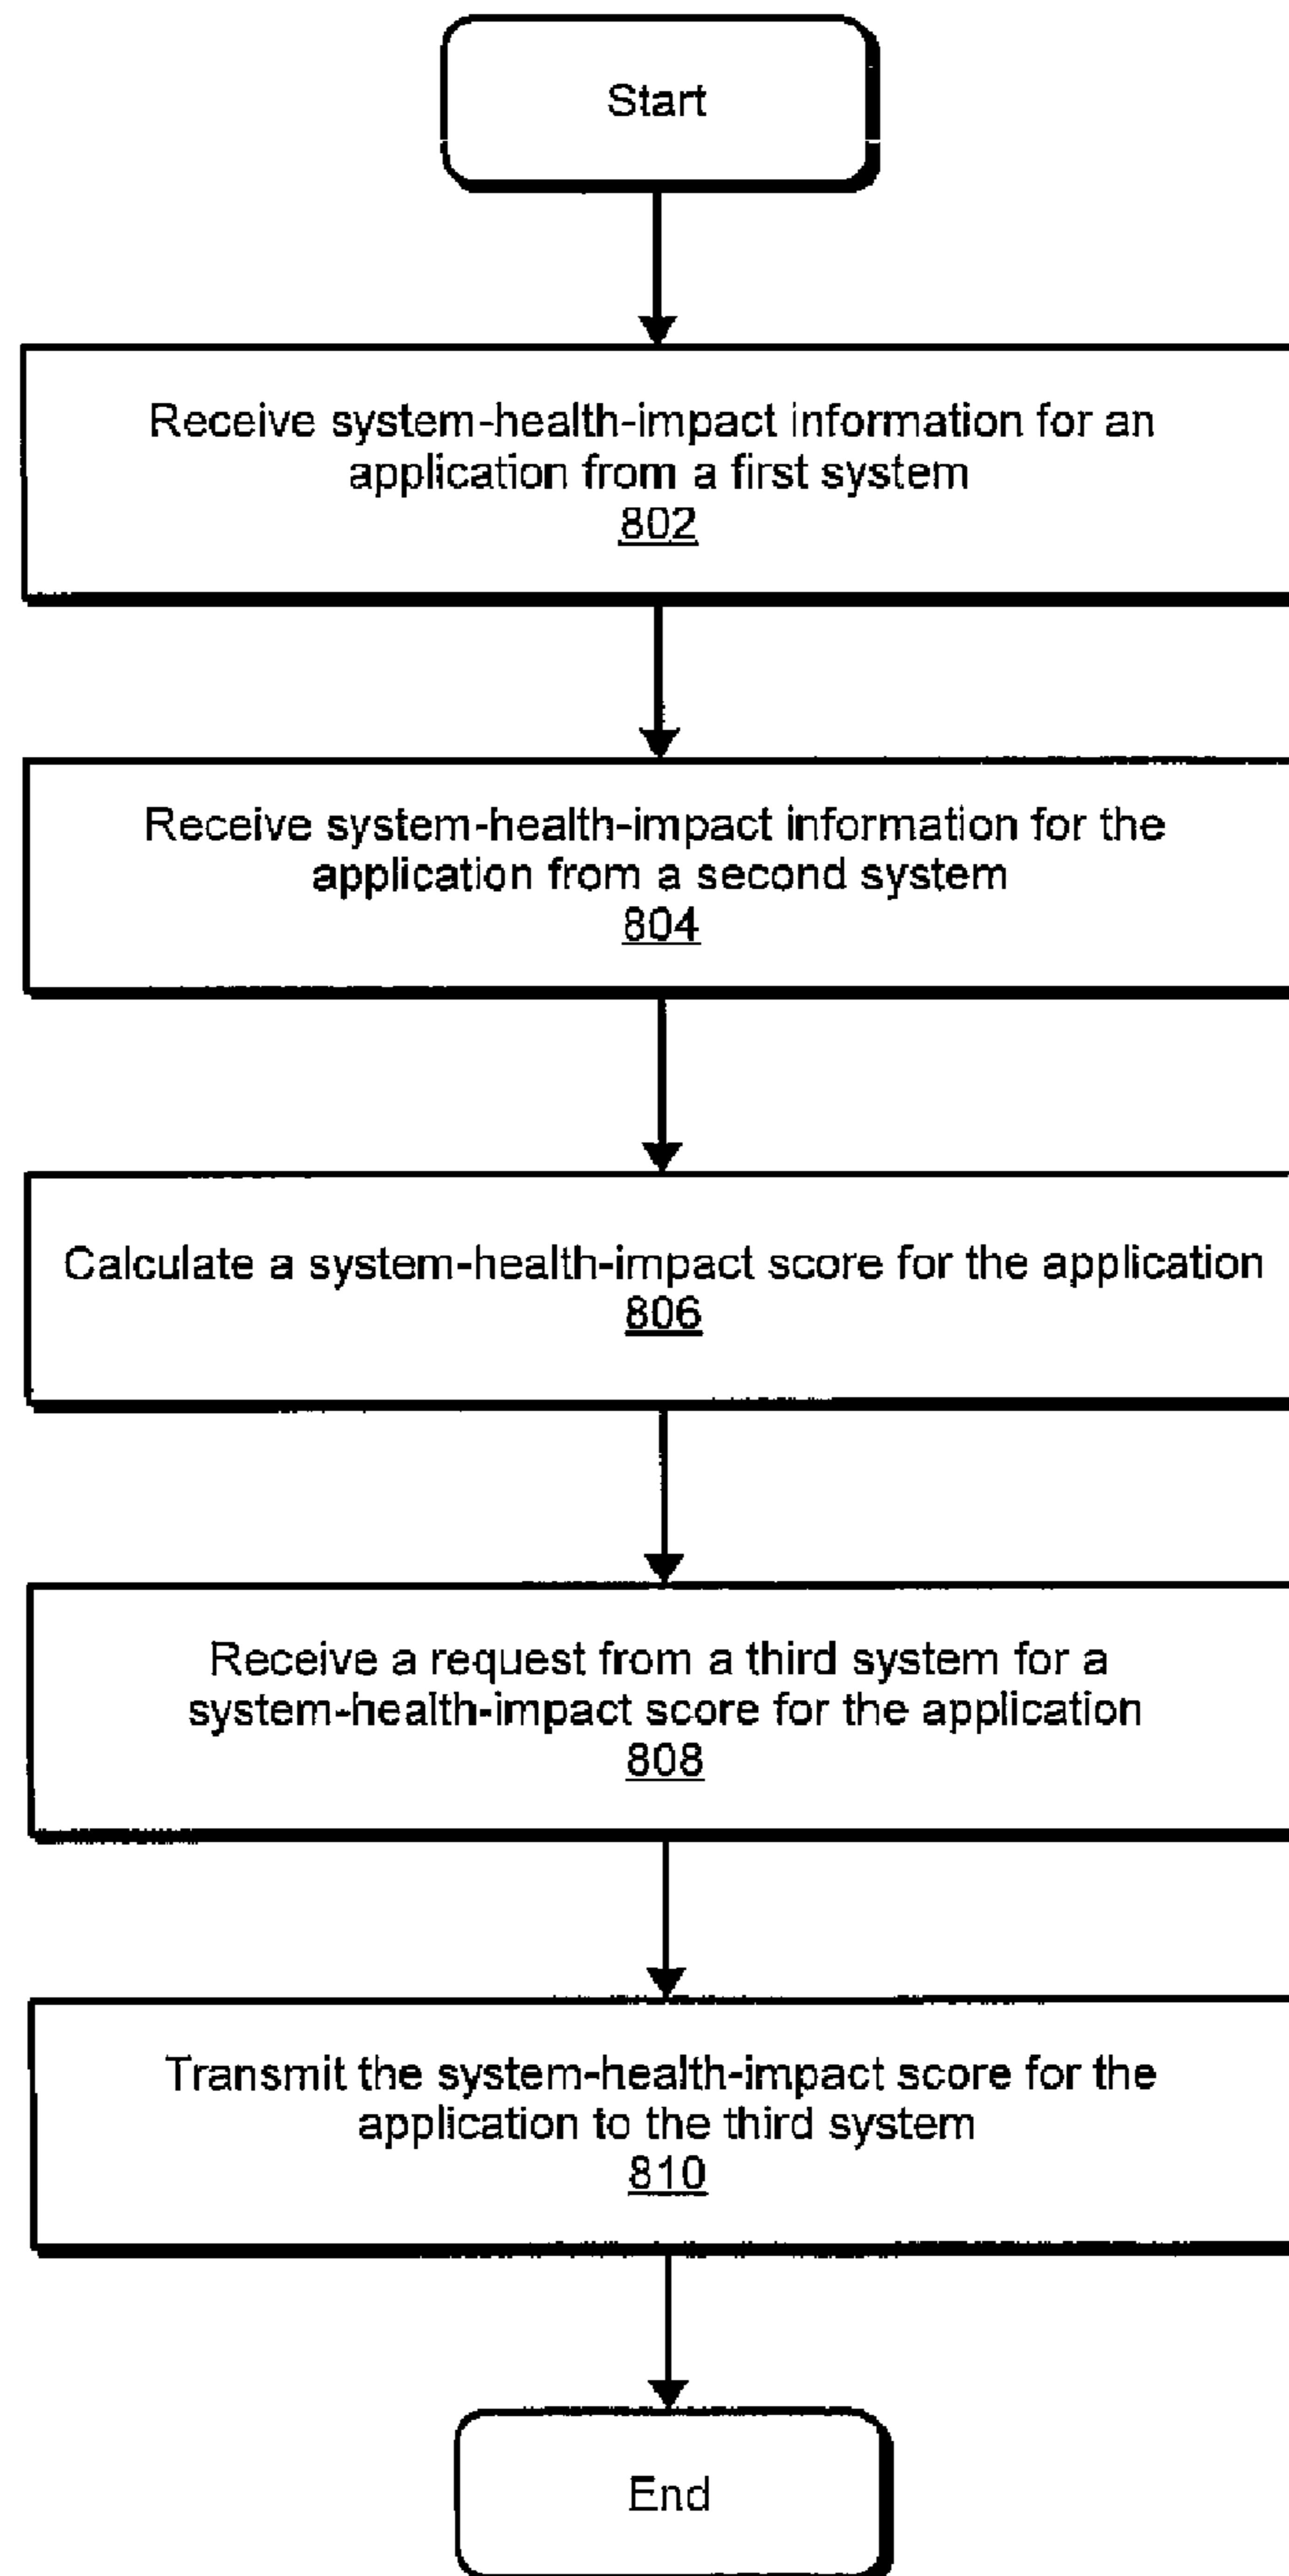 Start
Receive system-health-impact information for an
application from a first system
802
Receive system-health-impact information for the
application from a second system
804
Calculate a system-health-impact score for the application
806
Receive a request from a third system for a
system-health-impact score for the application
808
Transmit the system-health-impact score for the
application to the third system
810
End